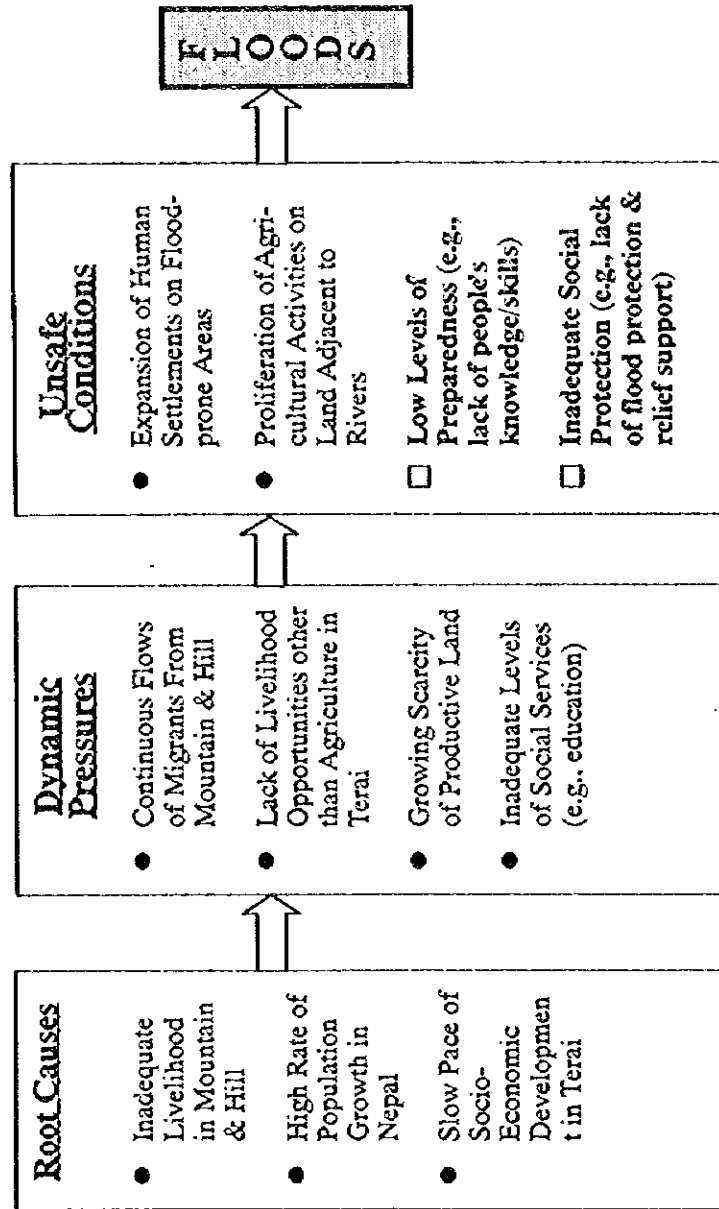 Root Causes
● Inadequate
Livelihood
in Mountain
& Hill
● High Rate of
Population
Growth in
Nepal
● Slow Pace of
Socio-
Economic
Developmen
t in Terai
Dynamic
Pressures
● Continuous Flows
of Migrants From
Mountain & Hill
● Lack of Livelihood
Opportunities other
than Agriculture in
Terai
● Growing Scarcity
of Productive Land
● Inadequate Levels
of Social Services
(e.g., education)
Unsafe
Conditions
● Expansion of Human
Settlements on Flood-
prone Areas
● Proliferation of Agri-
cultural Activities on
Land Adjacent to
Rivers
☐ Low Levels of
Preparedness (e.g.,
lack of people's
knowledge/skills)
☐ Inadequate Social
Protection (e.g., lack
of flood protection &
relief support)
F
L
O
O
D
S